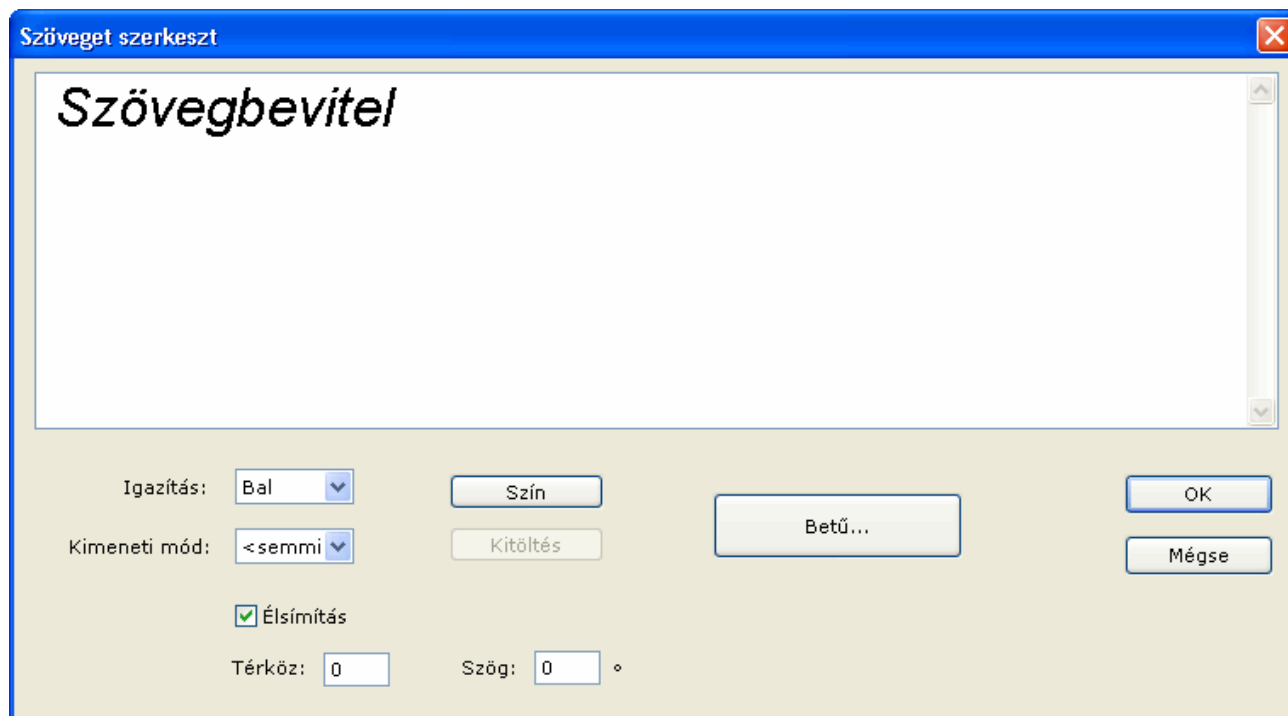 Szöveget szerkeszt
Szövegbevitel
Igazítás: Bal
Szín
Betű...
OK
Kimeneti mód: <semmi
Kitöltés
Mégse
Élsímítás
Térköz: 0
Szög: 0 °